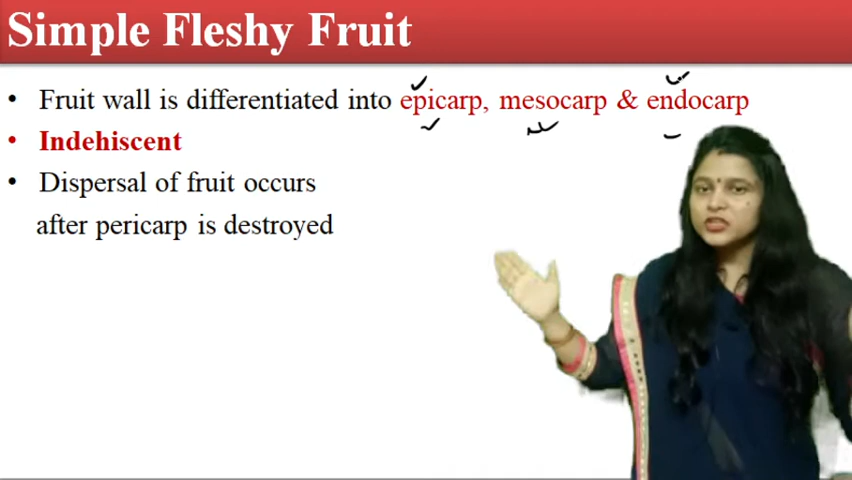 Simple Fleshy Fruit
• Fruit wall is differentiated into epicarp, mesocarp & endocarp
• Indehiscent
• Dispersal of fruit occurs
after pericarp is destroyed